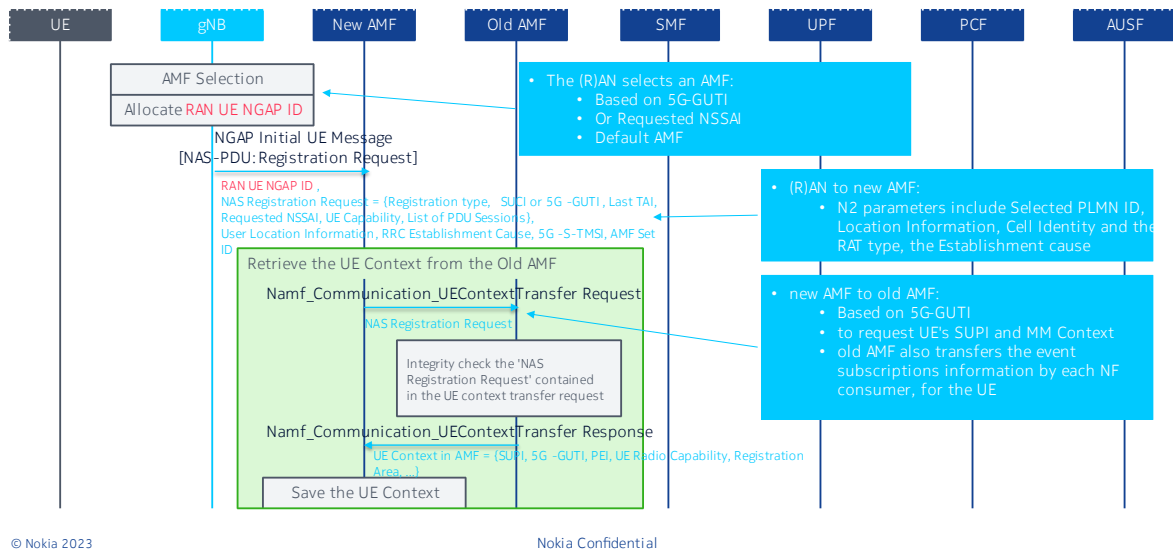 UE
gNB
New AMF
Old AMF
SMF
UPF
PCF
AUSF
AMF Selection
Allocate RAN UE NGAP ID
• The (R)AN selects an AMF:
• Based on 5G-GUTI
• Or Requested NSSAI
• Default AMF
NGAP Initial UE Message
[NAS-PDU: Registration Request]
RAN UE NGAP ID ,
NAS Registration Request = {Registration type, SUCI or 5G -GUTI , Last TAI,
Requested NSSAI, UE Capability, List of PDU Sessions},
User Location Information, RRC Establishment Cause, 5G -S-TMSI, AMF Set
ID
• (R)AN to new AMF:
• N2 parameters include Selected PLMN ID,
Location Information, Cell Identity and the
RAT type, the Establishment cause
Retrieve the UE Context from the Old AMF
Namf_Communication_UEContextTransfer Request
NAS Registration Request
• new AMF to old AMF:
• Based on 5G-GUTI
• to request UE's SUPI and MM Context
• old AMF also transfers the event
subscriptions information by each NF
consumer, for the UE
Integrity check the 'NAS
Registration Request' contained
in the UE context transfer request
Namf_Communication_UEContextTransfer Response
UE Context in AMF = {SUPI, 5G -GUTI, PEI, UE Radio Capability, Registration
Area, ...}
Save the UE Context
© Nokia 2023
Nokia Confidential